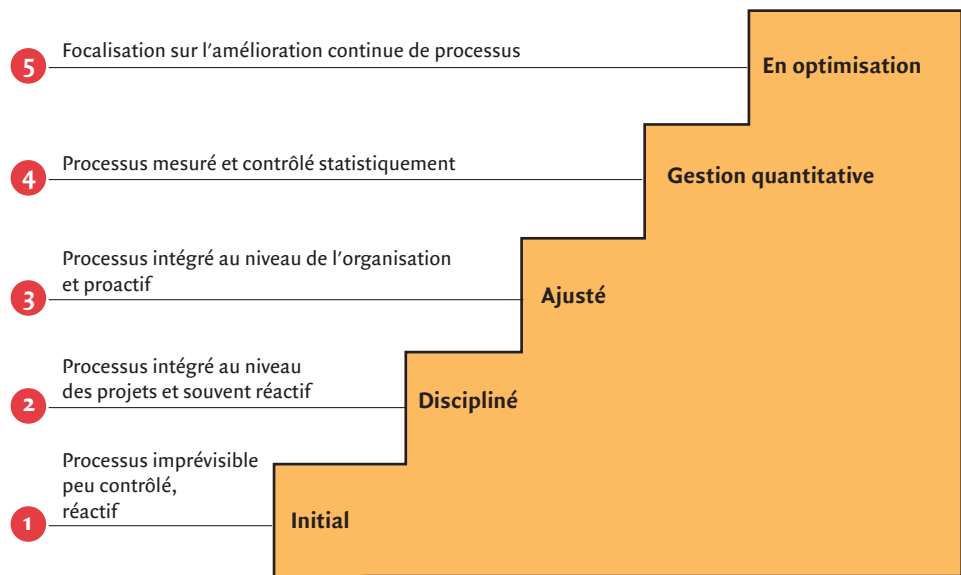 5
Focalisation sur l'amélioration continue de processus
En optimisation
4
Processus mesuré et contrôlé statistiquement
Gestion quantitative
3
Processus intégré au niveau de l'organisation
et proactif
Ajusté
2
Processus intégré au niveau
des projets et souvent réactif
Discipliné
1
Processus imprévisible
peu contrôlé,
réactif
Initial